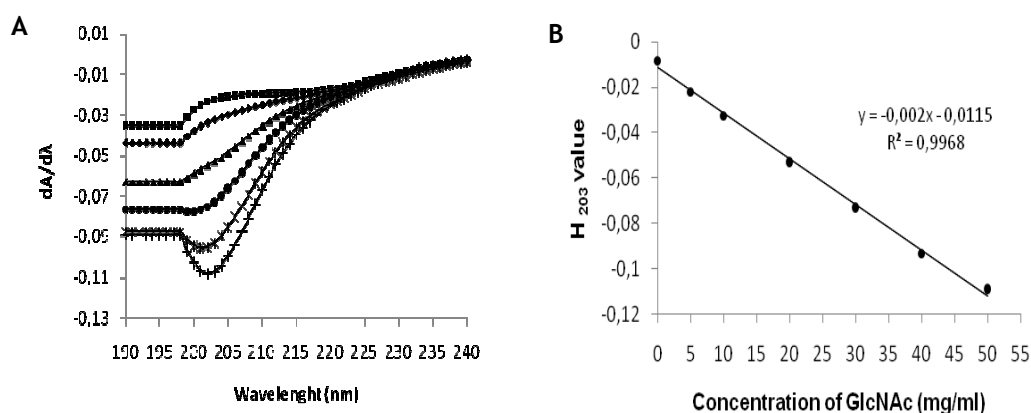 A
0,01
-0,01
-0,03
-0,05
-0,07
-0,09
-0,11
-0,13
dA/dλ
190 195 200 205 210 215 220 225 230 235 240
Wavelenght (nm)
B
0
-0,02
-0,04
-0,06
-0,08
-0,1
-0,12
H 203 value
y = -0,002x - 0,0115
R² = 0,9968
0 5 10 15 20 25 30 35 40 45 50 55
Concentration of GlcNAc (mg/ml)